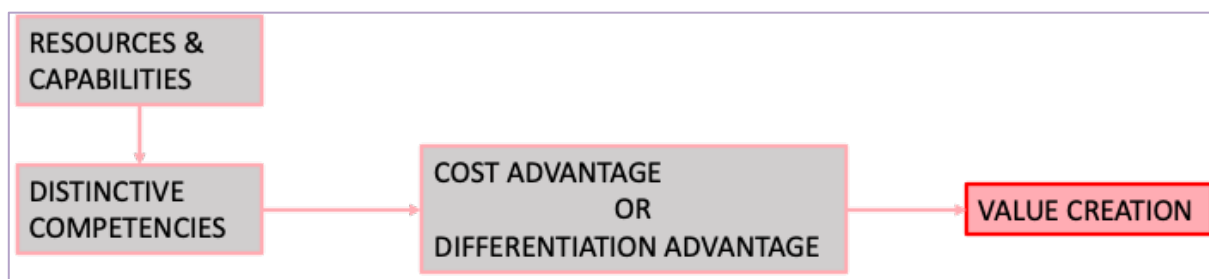 RESOURCES &
CAPABILITIES
DISTINCTIVE
COMPETENCIES
COST ADVANTAGE
OR
DIFFERENTIATION ADVANTAGE
VALUE CREATION